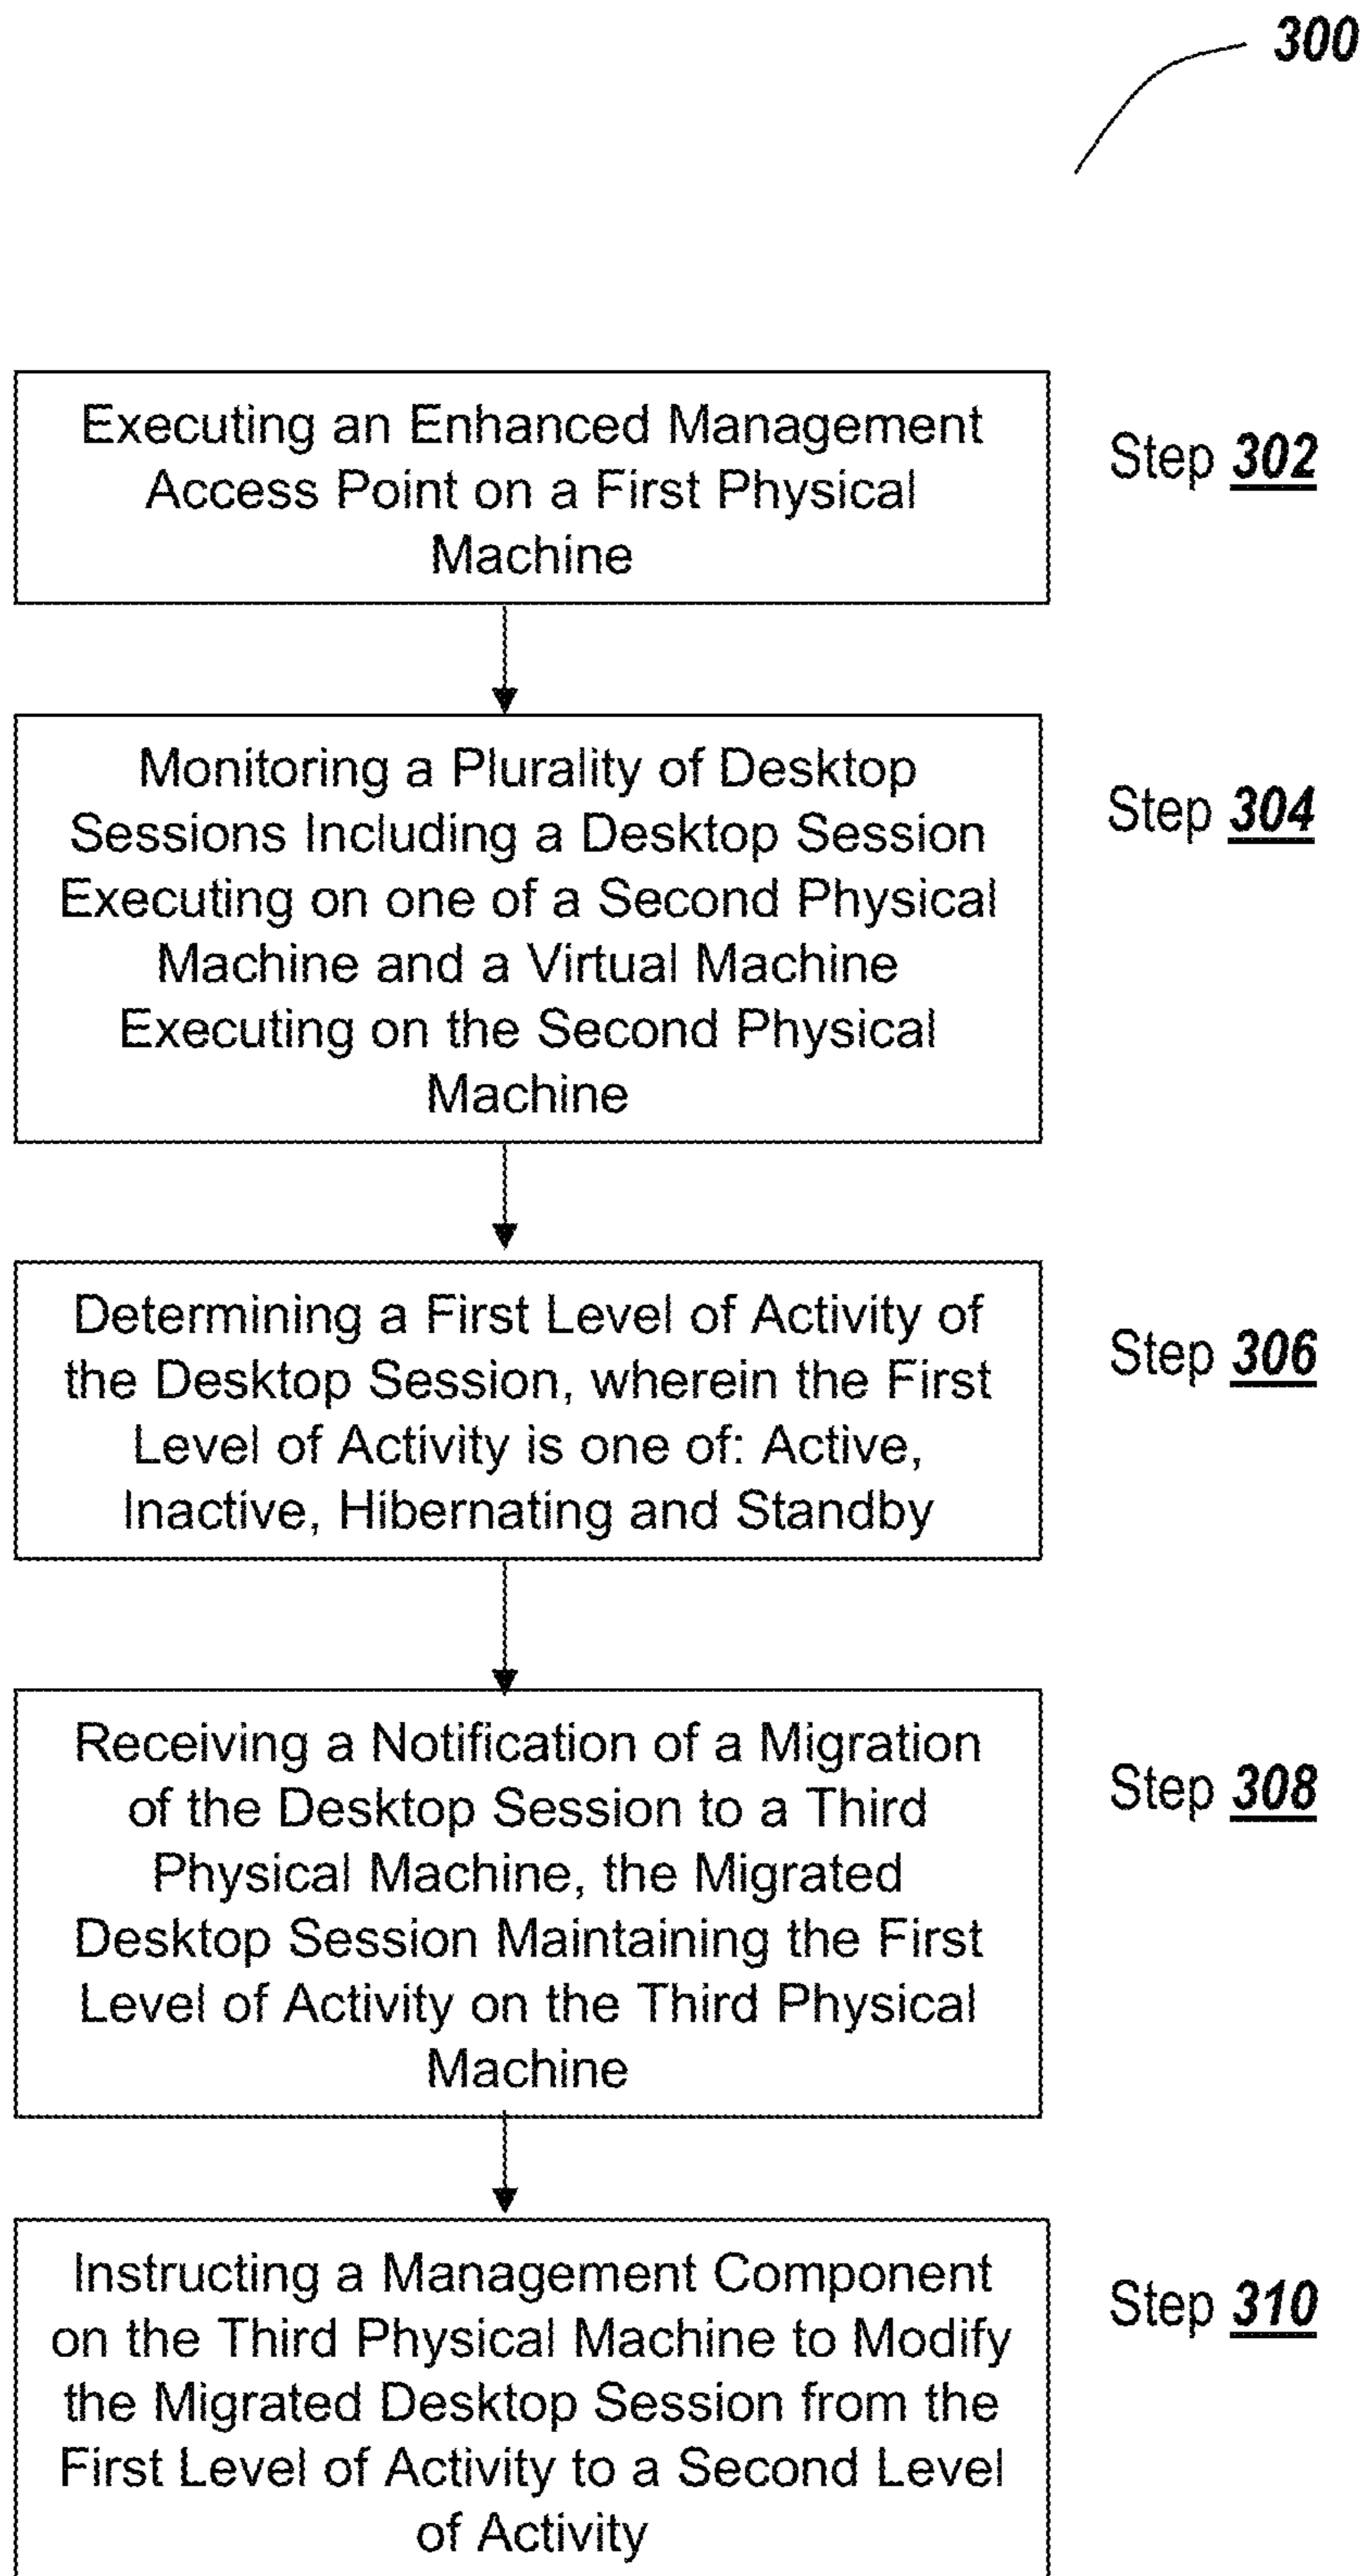 300
Executing an Enhanced Management
Access Point on a First Physical
Machine
Step 302
Monitoring a Plurality of Desktop
Sessions Including a Desktop Session
Executing on one of a Second Physical
Machine and a Virtual Machine
Executing on the Second Physical
Machine
Step 304
Determining a First Level of Activity of
the Desktop Session, wherein the First
Level of Activity is one of: Active,
Inactive, Hibernating and Standby
Step 306
Receiving a Notification of a Migration
of the Desktop Session to a Third
Physical Machine, the Migrated
Desktop Session Maintaining the First
Level of Activity on the Third Physical
Machine
Step 308
Instructing a Management Component
on the Third Physical Machine to Modify
the Migrated Desktop Session from the
First Level of Activity to a Second Level
of Activity
Step 310